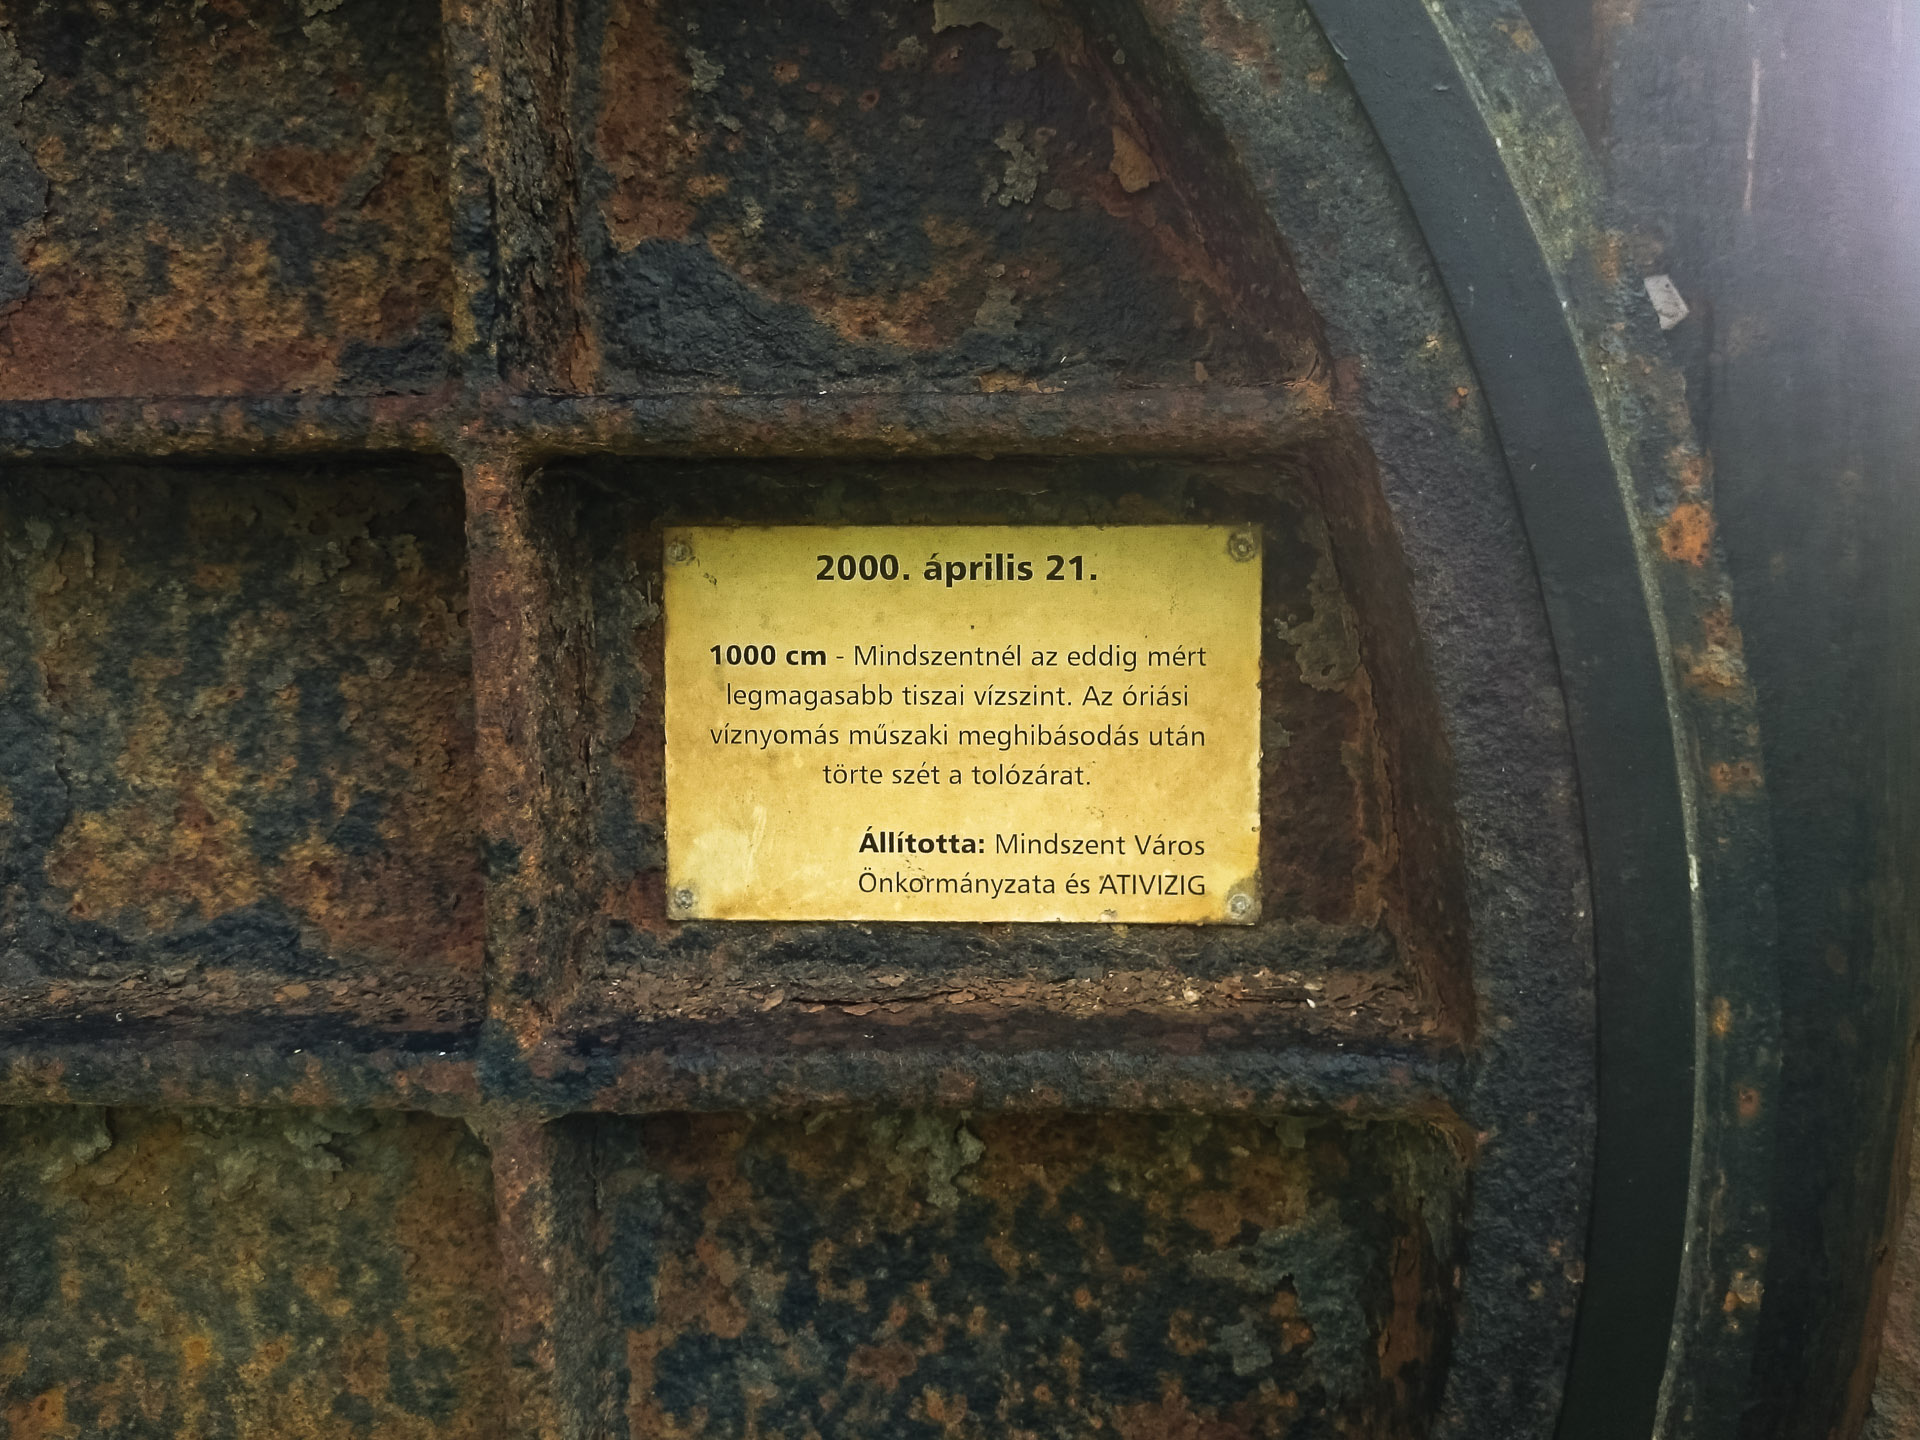 2000. április 21.
1000 cm - Mindszentnél az eddig mért
legmagasabb tiszai vízszint. Az óriási
víznyomás műszaki meghibásodás után
törte szét a tolózárat.
Állította: Mindszent Város
Önkormányzata és ATIVIZIG